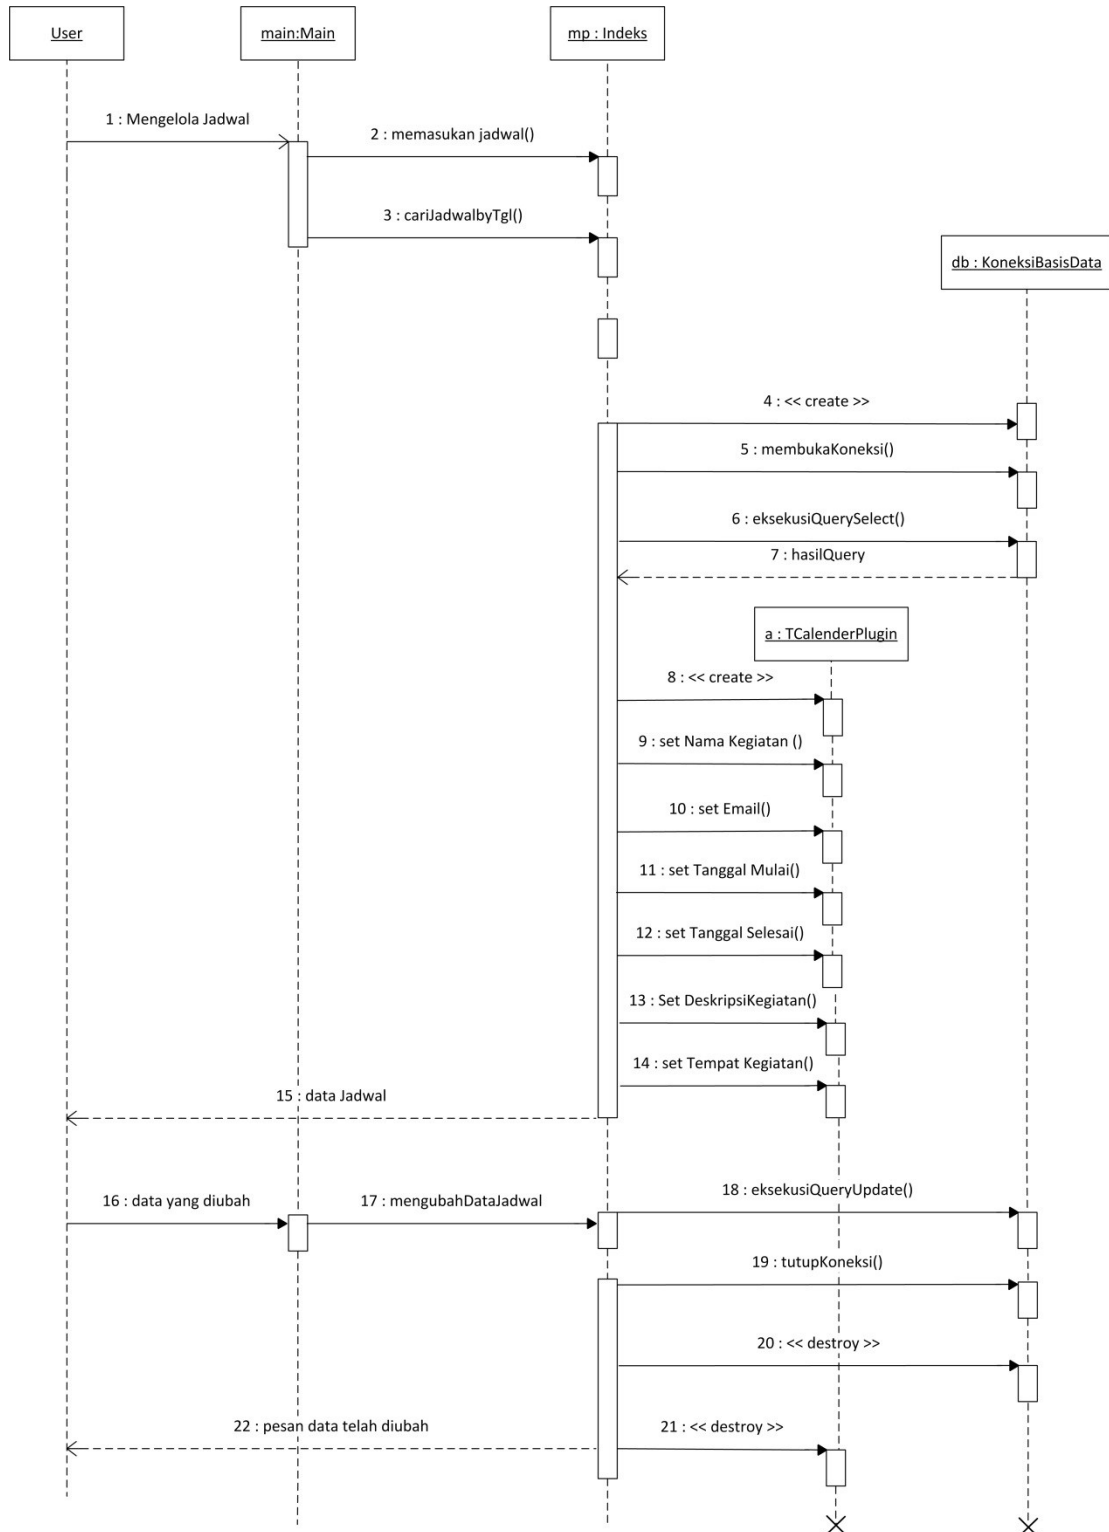 User
main:Main
mp : Indeks
1 : Mengelola Jadwal
2 : memasukan jadwal()
3 : cariJadwalbyTgl()
db : KoneksiBasisData
4 : << create >>
5 : membukaKoneksi()
6 : eksekusiQuerySelect()
7 : hasilQuery
a : TCalenderPlugin
8 : << create >>
9 : set Nama Kegiatan ()
10 : set Email()
11 : set Tanggal Mulai()
12 : set Tanggal Selesai()
13 : Set DeskripsiKegiatan()
14 : set Tempat Kegiatan()
15 : data Jadwal
16 : data yang diubah
17 : mengubahDataJadwal
18 : eksekusiQueryUpdate()
19 : tutupKoneksi()
20 : << destroy >>
22 : pesan data telah diubah
21 : << destroy >>